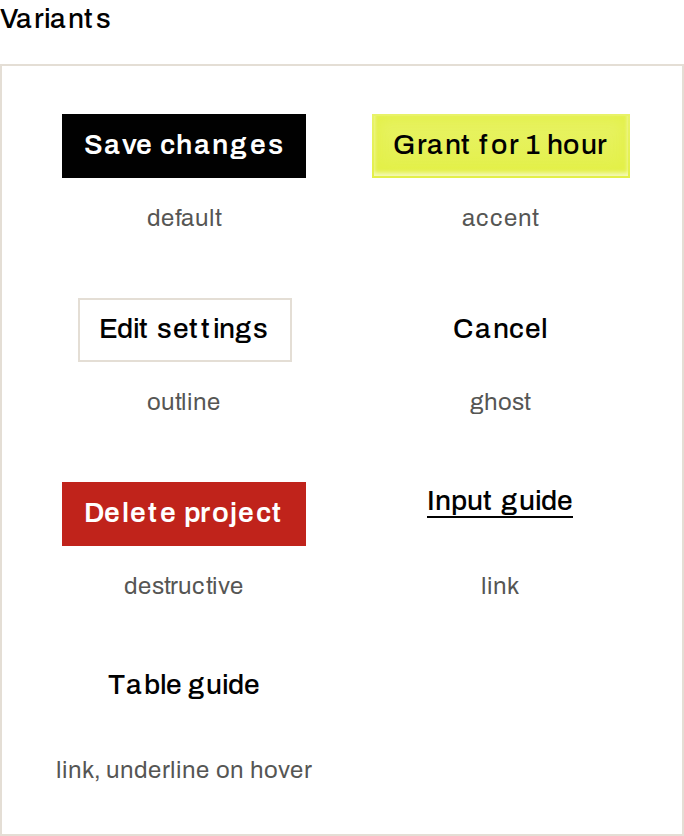 Variants
Save changes
Grant for 1 hour
default
accent
Edit settings
Cancel
outline
ghost
Delete project
Input guide
destructive
link
Table guide
link, underline on hover